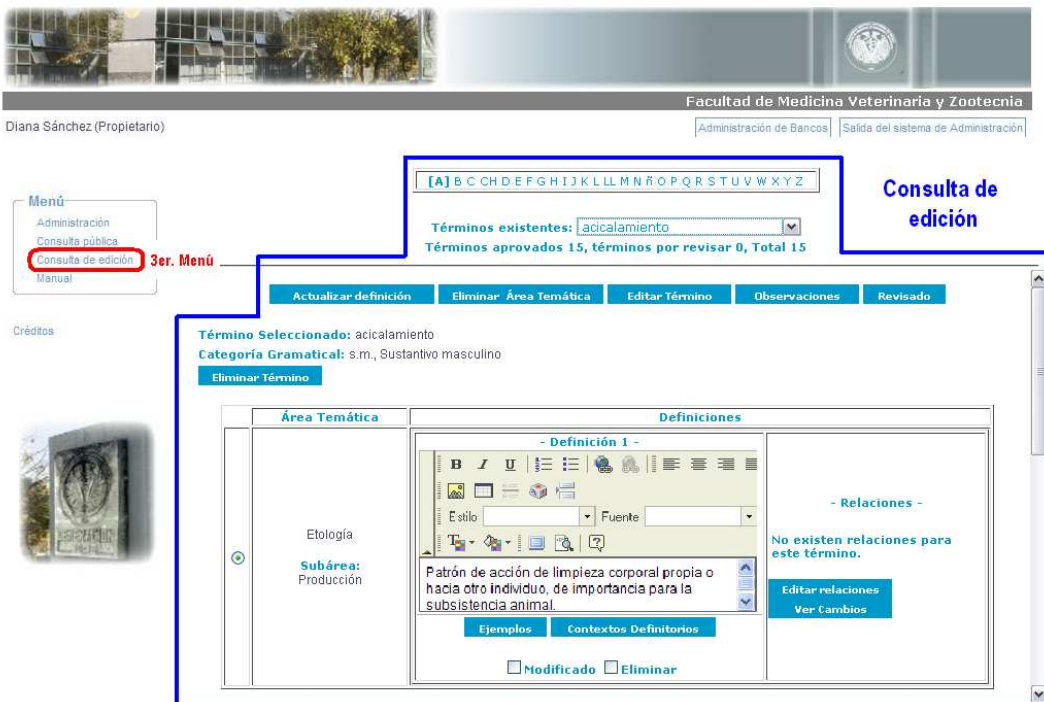 Facultad de Medicina Veterinaria y Zootecnia
Diana Sánchez (Propietario)
Administración de Bancos
Salida del sistema de Administración
[A] B C CH D E F G H I J K L LL M N Ñ O P Q R S T U V W X Y Z
Consulta de
edición
Menú
Administración
Consulta pública
Consulta de edición
3er. Menú
Manual
Términos existentes: acicalamiento
Términos aprovados 15, términos por revisar 0, Total 15
Actualizar definición
Eliminar Área Temática
Editar Término
Observaciones
Revisado
Créditos
Término Seleccionado: acicalamiento
Categoría Gramatical: s.m., Sustantivo masculino
Eliminar Término
Área Temática
Definiciones
- Definición 1 -
B I U
Estilo
Fuente
Etología
Subárea:
Producción
Patrón de acción de limpieza corporal propia o
hacia otro individuo, de importancia para la
subsistencia animal.
Ejemplos
Contextos Definitorios
Modificado
Eliminar
- Relaciones -
No existen relaciones para
este término.
Editar relaciones
Ver Cambios